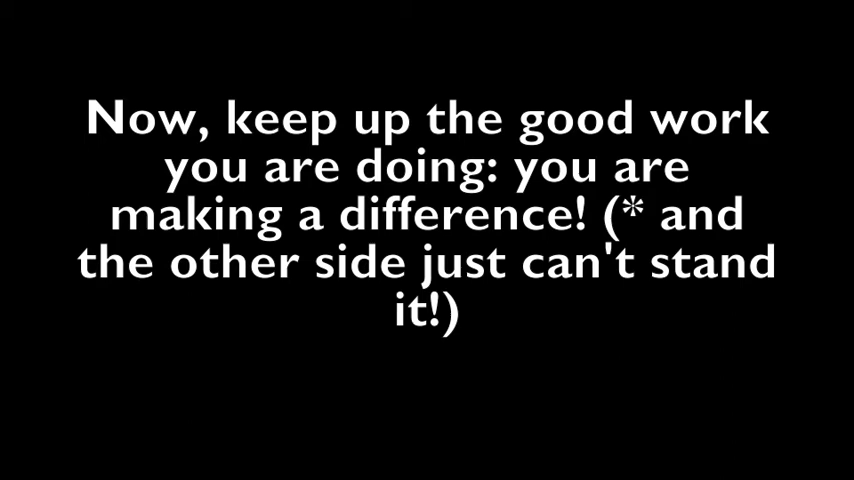 Now, keep up the good work
you are doing: you are
making a difference! (* and
the other side just can't stand
it!)